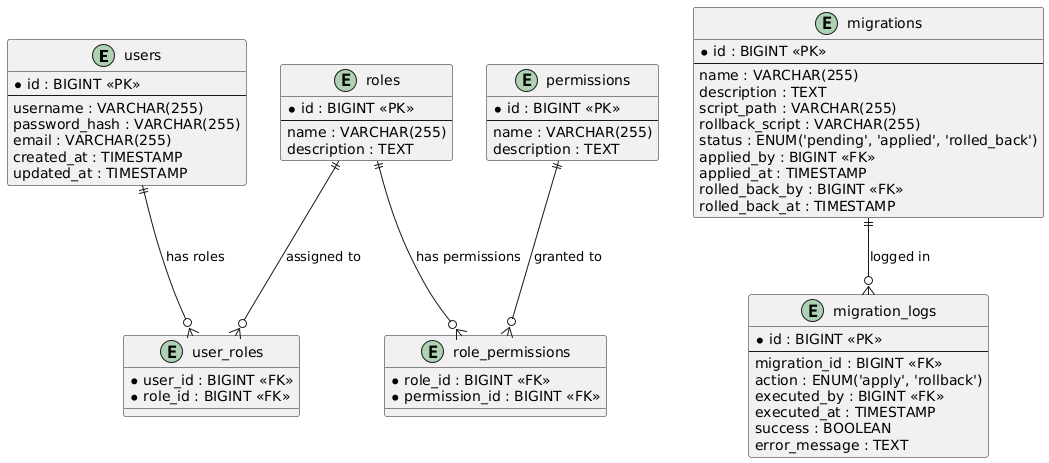 E users
* id : BIGINT «PK»
username : VARCHAR(255)
password_hash : VARCHAR(255)
email : VARCHAR(255)
created_at : TIMESTAMP
updated_at : TIMESTAMP
E roles
* id : BIGINT «PK»
name : VARCHAR(255)
description : TEXT
E permissions
* id : BIGINT «PK»
name : VARCHAR(255)
description : TEXT
E migrations
* id : BIGINT «PK»
name : VARCHAR(255)
description : TEXT
script_path : VARCHAR(255)
rollback_script : VARCHAR(255)
status : ENUM('pending', 'applied', 'rolled_back')
applied_by : BIGINT «FK»
applied_at : TIMESTAMP
rolled_back_by : BIGINT «FK»
rolled_back_at : TIMESTAMP
has roles
assigned to
has permissions
granted to
logged in
E user_roles
* user_id : BIGINT «FK»
* role_id : BIGINT «FK»
E role_permissions
* role_id : BIGINT «FK»
* permission_id : BIGINT «FK»
E migration_logs
* id : BIGINT «PK»
migration_id : BIGINT «FK»
action : ENUM('apply', 'rollback')
executed_by : BIGINT «FK»
executed_at : TIMESTAMP
success : BOOLEAN
error_message : TEXT